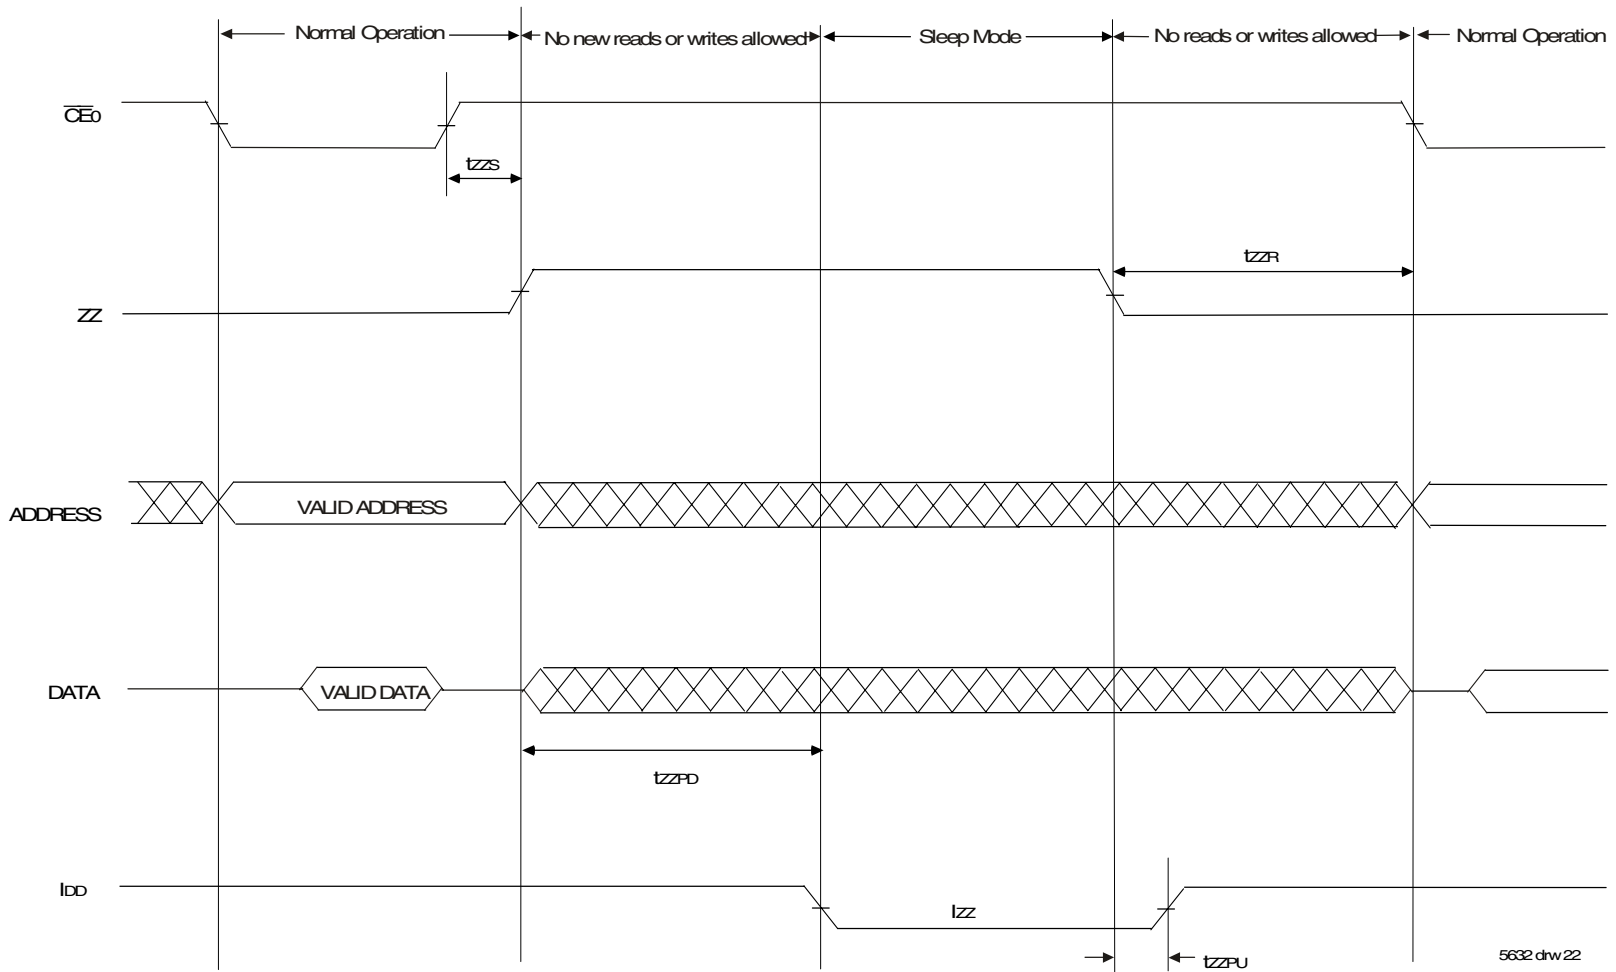 Normal Operation
No new reads or writes allowed
Sleep Mode
No reads or writes allowed
Normal Operation
CE0
tZZS
tZZR
ZZ
ADDRESS
VALID ADDRESS
DATA
VALID DATA
tZZPD
IDD
IZZ
tZZPU
5632 drw 22